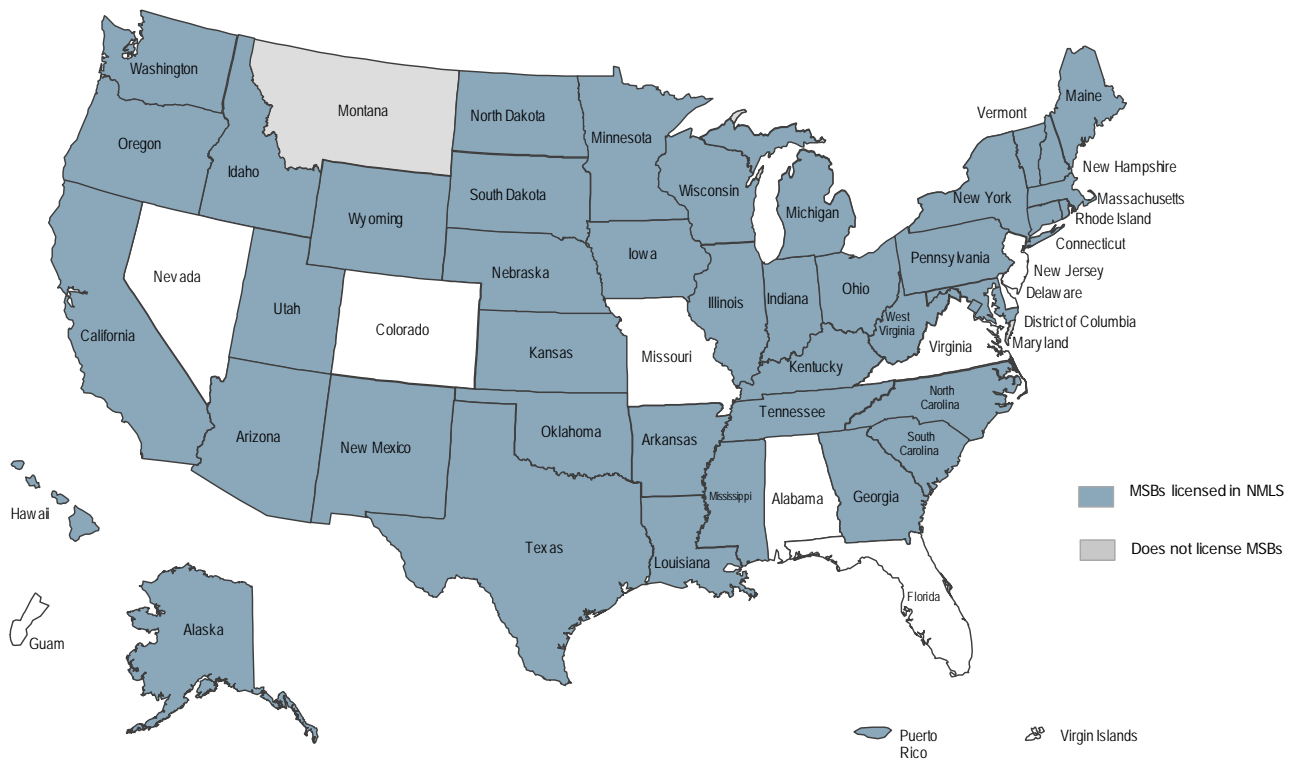 Washington
Montana
North Dakota
Minnesota
Maine
Vermont
Oregon
Idaho
South Dakota
Wisconsin
New Hampshire
Wyoming
Michigan
New York
Massachusetts
Rhode Island
Connecticut
Nevada
Nebraska
Iowa
Pennsylvania
New Jersey
Delaware
Utah
Colorado
Illinois
Indiana
Ohio
West
Virginia
District of Columbia
Maryland
California
Kansas
Missouri
Kentucky
Virginia
North
Carolina
Arizona
New Mexico
Oklahoma
Arkansas
Tennessee
South
Carolina
Mississippi
Alabama
Georgia
MSBs licensed in NMLS
Hawaii
Texas
Louisiana
Does not license MSBs
Florida
Guam
Alaska
Puerto
Rico
Virgin Islands